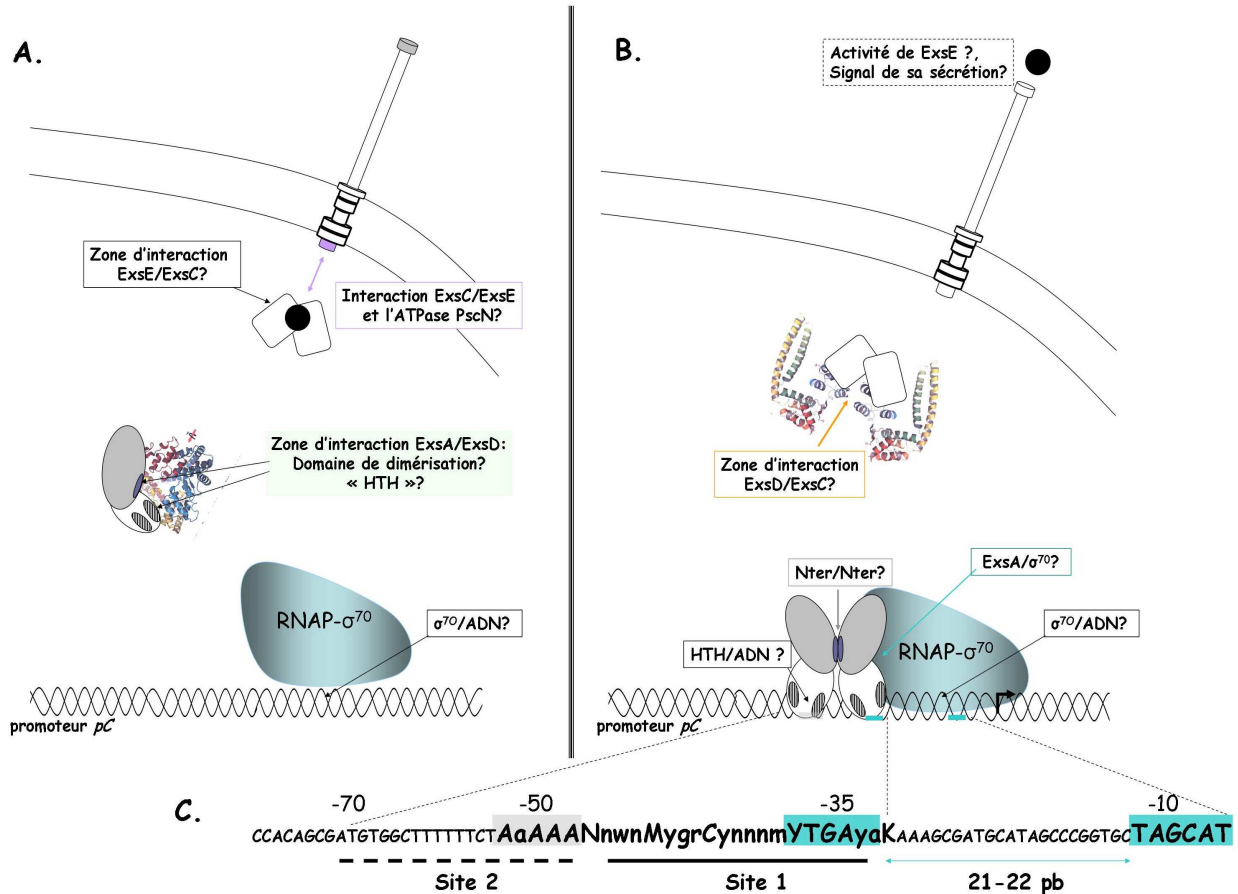 A.
Zone d'interaction
ExsE/ExsC?
Interaction ExsC/ExsE
et l'ATPase PscN?
Zone d'interaction ExsA/ExsD:
Domaine de dimérisation?
« HTH »?
RNAP-σ70
σ70/ADN?
promoteur pC
B.
Activité de ExsE ?,
Signal de sa sécrétion?
Zone d'interaction
ExsD/ExsC?
Nter/Nter?
ExsA/σ70?
HTH/ADN ?
RNAP-σ70
σ70/ADN?
promoteur pC
C.
-70 -50 -35 -10
CCACAGCGATGTGGCTTTTTTCTAaAAANnwnMygrCynnnmYTGAyaKAAAGCGATGCATAGCCCGGTGCTAGCAT
Site 2 Site 1 21-22 pb